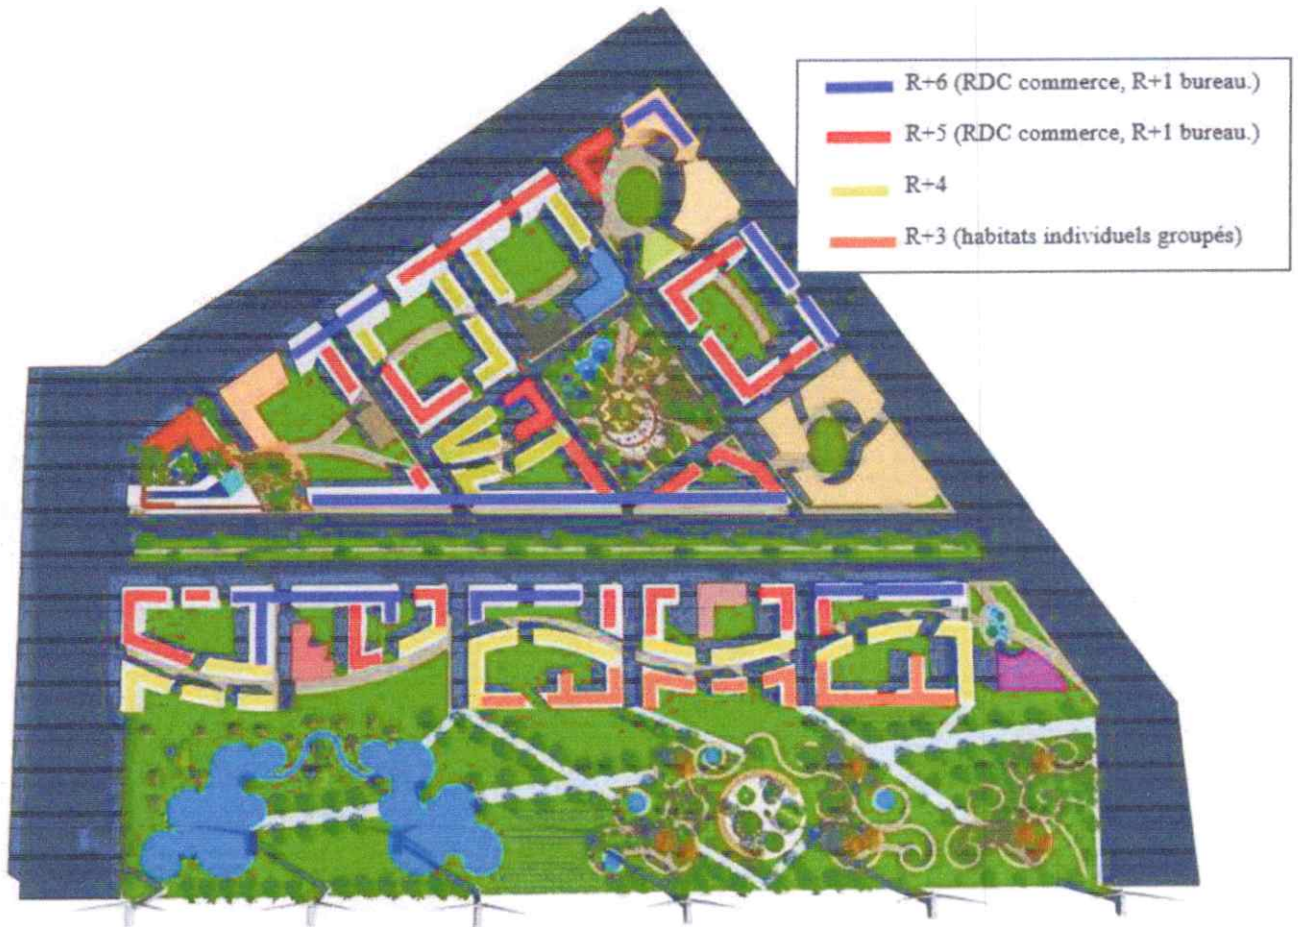 R+6 (RDC commerce, R+1 bureau.)
R+5 (RDC commerce, R+1 bureau.)
R+4
R+3 (habitats individuels groupés)